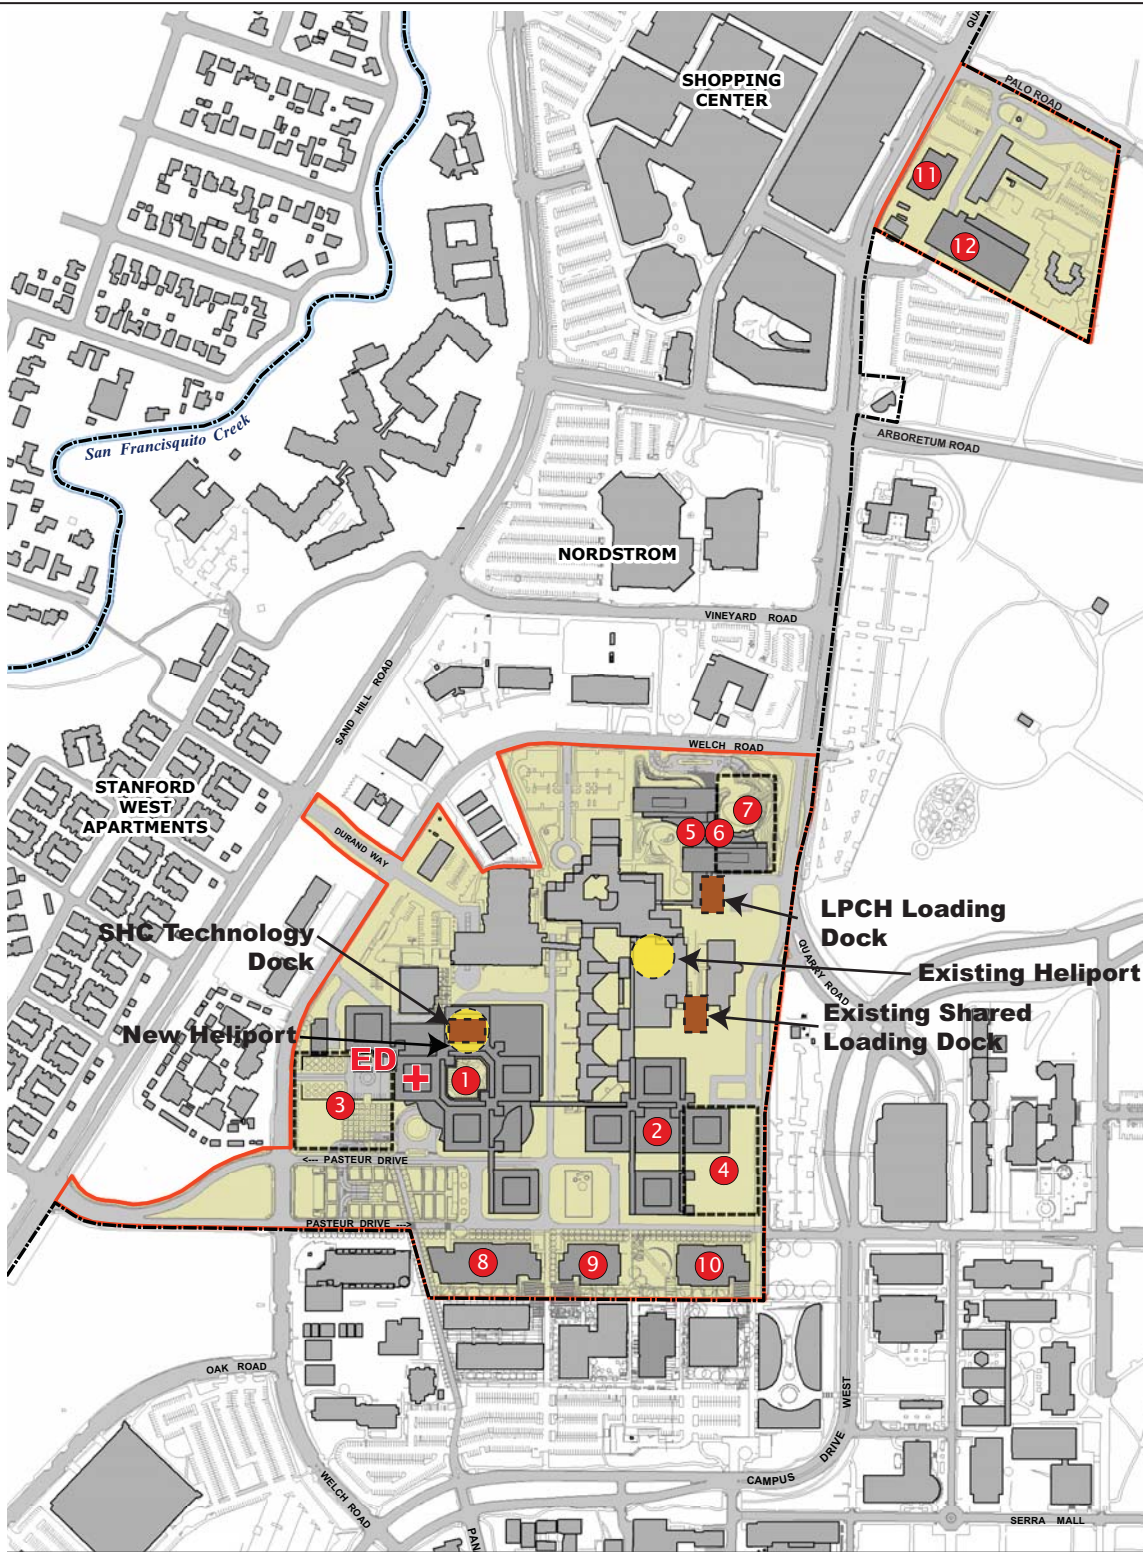 QUA
SHOPPING
CENTER
PALO ROAD
11
12
San Francisquito Creek
ARBORETUM ROAD
NORDSTROM
VINEYARD ROAD
SAND HILL ROAD
WELCH ROAD
STANFORD
WEST
APARTMENTS
DURAND WAY
7
5
6
LPCH Loading
Dock
SHC Technology
Dock
QUARRY ROAD
Existing Heliport
Existing Shared
Loading Dock
New Heliport
ED
1
3
2
4
<--- PASTEUR DRIVE
PASTEUR DRIVE --->
8
9
10
OAK ROAD
WELCH ROAD
PAN
CAMPUS DRIVE WEST
SERRA MALL